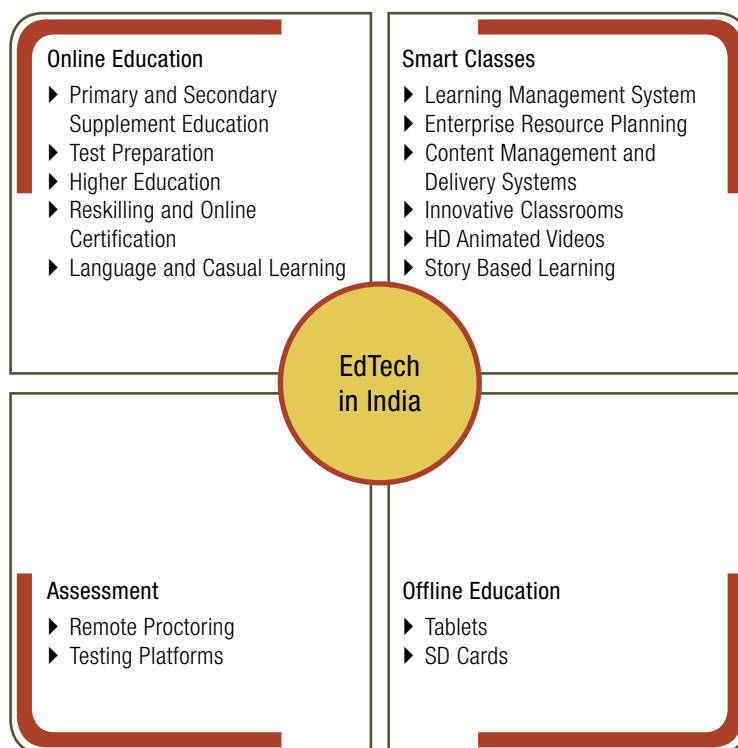 Online Education
Primary and Secondary
Supplement Education
Test Preparation
Higher Education
Reskilling and Online
Certification
Language and Casual Learning
Smart Classes
Learning Management System
Enterprise Resource Planning
Content Management and
Delivery Systems
Innovative Classrooms
HD Animated Videos
Story Based Learning
EdTech
in India
Assessment
Remote Proctoring
Testing Platforms
Offline Education
Tablets
SD Cards